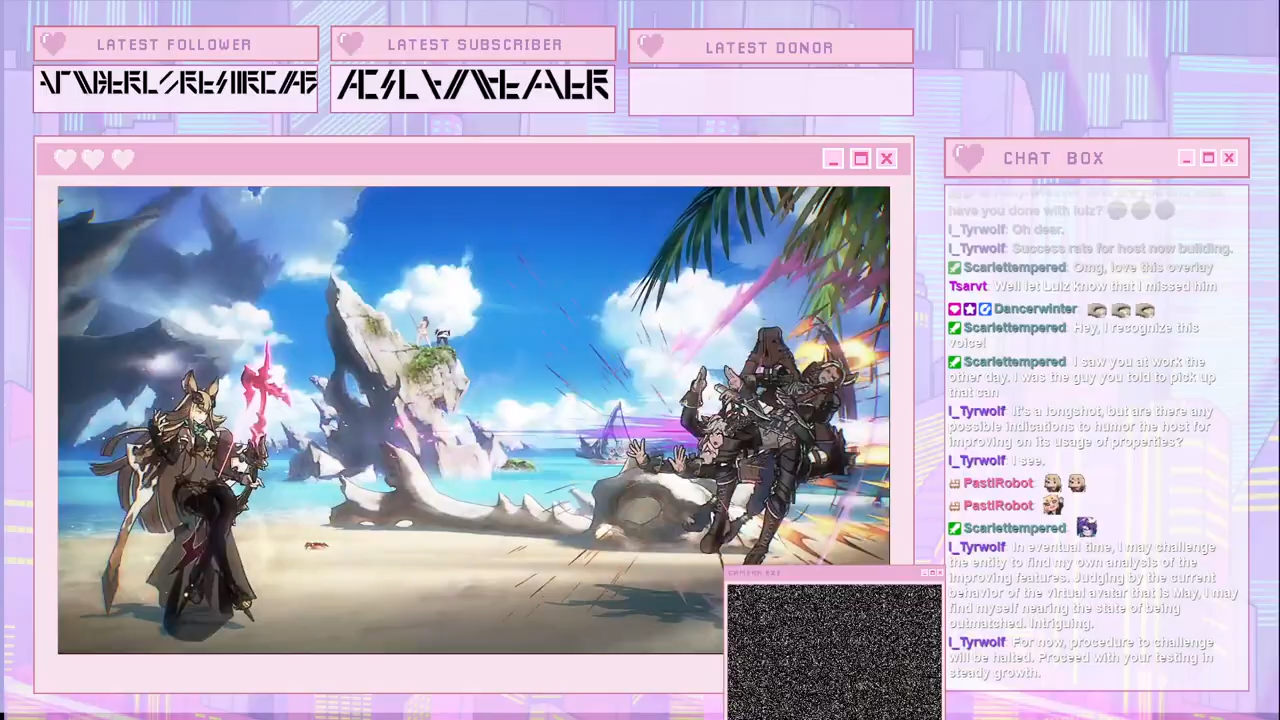 LATEST FOLLOWER
LATEST SUBSCRIBER
LATEST DONOR
CHAT BOX
have you done with lulz?
I_Tyrwolf: Oh dear.
I_Tyrwolf: Success rate for host now building.
Scarlettempered: Omg, love this overlay
Tsarvt: Well let Lulz know that I missed him
Dancerwinter
Scarlettempered: Hey, I recognize this
voice!
Scarlettempered: I saw you at work the
other day. I was the guy you told to pick up
that can
I_Tyrwolf: It's a longshot, but are there any
possible indications to humor the host for
improving on its usage of properties?
I_Tyrwolf: I see.
Past1Robot
Past1Robot
Scarlettempered
I_Tyrwolf: In eventual time, I may challenge
the entity to find my own analysis of the
improving features. Judging by the current
behavior of the virtual avatar that is May, I may
find myself nearing the state of being
outmatched. Intriguing.
I_Tyrwolf: For now, procedure to challenge
will be halted. Proceed with your testing in
steady growth.
CAMERA.EXE